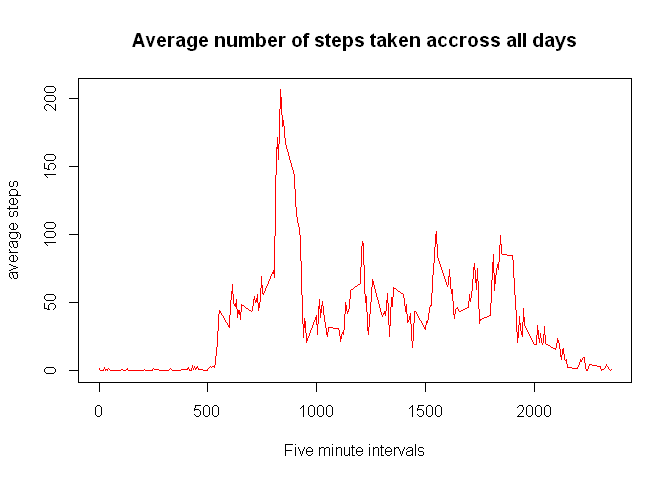 Average number of steps taken accross all days
average steps
200
150
100
50
0
0 500 1000 1500 2000
Five minute intervals